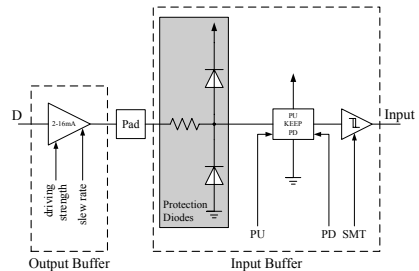 D
2-16mA
Pad
PU
KEEP
PD
Input
driving
strength
slew rate
Protection
Diodes
PU
PD
SMT
Output Buffer
Input Buffer